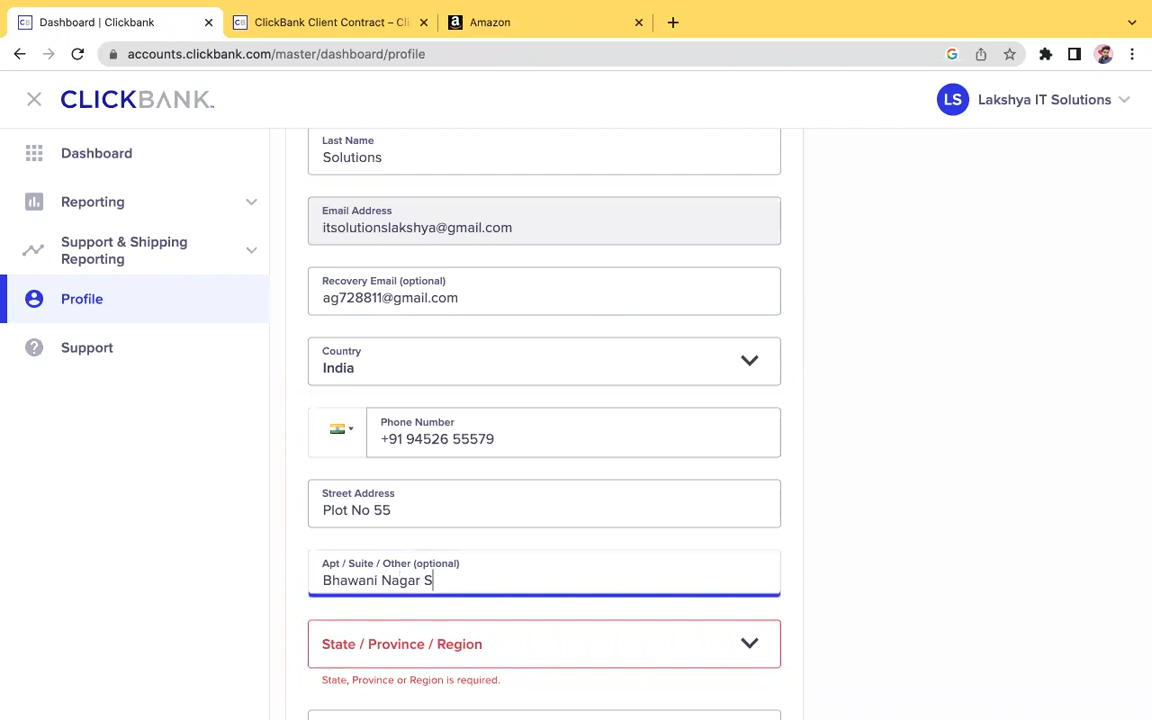 Dashboard | Clickbank
ClickBank Client Contract – Cli
Amazon
accounts.clickbank.com/master/dashboard/profile
CLICKBANK
LS Lakshya IT Solutions
Dashboard
Reporting
Support & Shipping
Reporting
Profile
Support
Last Name
Solutions
Email Address
itsolutionslakshya@gmail.com
Recovery Email (optional)
ag728811@gmail.com
Country
India
Phone Number
+91 94526 55579
Street Address
Plot No 55
Apt / Suite / Other (optional)
Bhawani Nagar S
State / Province / Region
State, Province or Region is required.